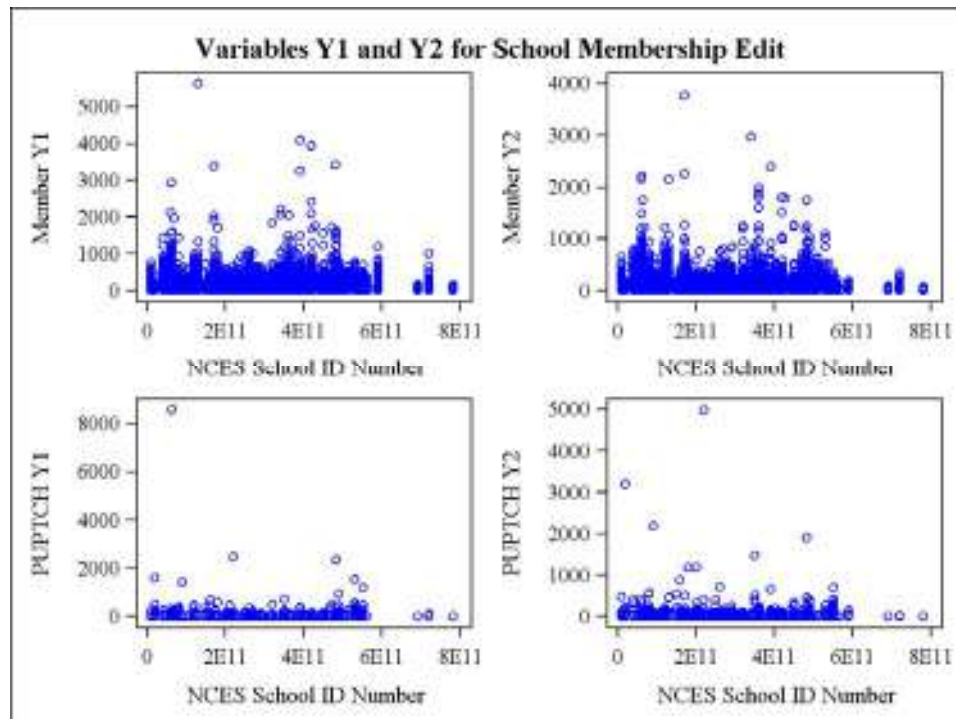 Variables Y1 and Y2 for School Membership Edit
Member Y1
5000
4000
3000
2000
1000
0
0 2E11 4E11 6E11 8E11
NCES School ID Number
Member Y2
4000
3000
2000
1000
0
0 2E11 4E11 6E11 8E11
NCES School ID Number
PUPTCH Y1
8000
6000
4000
2000
0
0 2E11 4E11 6E11 8E11
NCES School ID Number
PUPTCH Y2
5000
4000
3000
2000
1000
0
0 2E11 4E11 6E11 8E11
NCES School ID Number